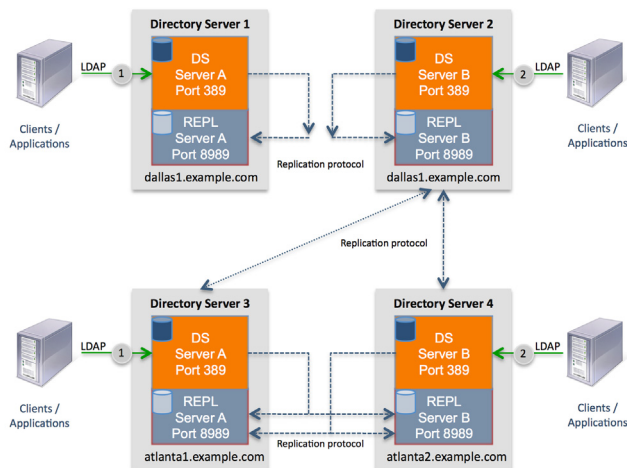 Directory Server 1
Directory Server 2
LDAP
1
DS
Server A
Port 389
DS
Server B
Port 389
2
LDAP
Clients /
Applications
REPL
Server A
Port 8989
REPL
Server B
Port 8989
Clients /
Applications
Replication protocol
dallas1.example.com
dallas1.example.com
Replication protocol
Directory Server 3
Directory Server 4
LDAP
1
DS
Server A
Port 389
DS
Server B
Port 389
2
LDAP
Clients /
Applications
REPL
Server A
Port 8989
REPL
Server B
Port 8989
Clients /
Applications
Replication protocol
atlanta1.example.com
atlanta2.example.com